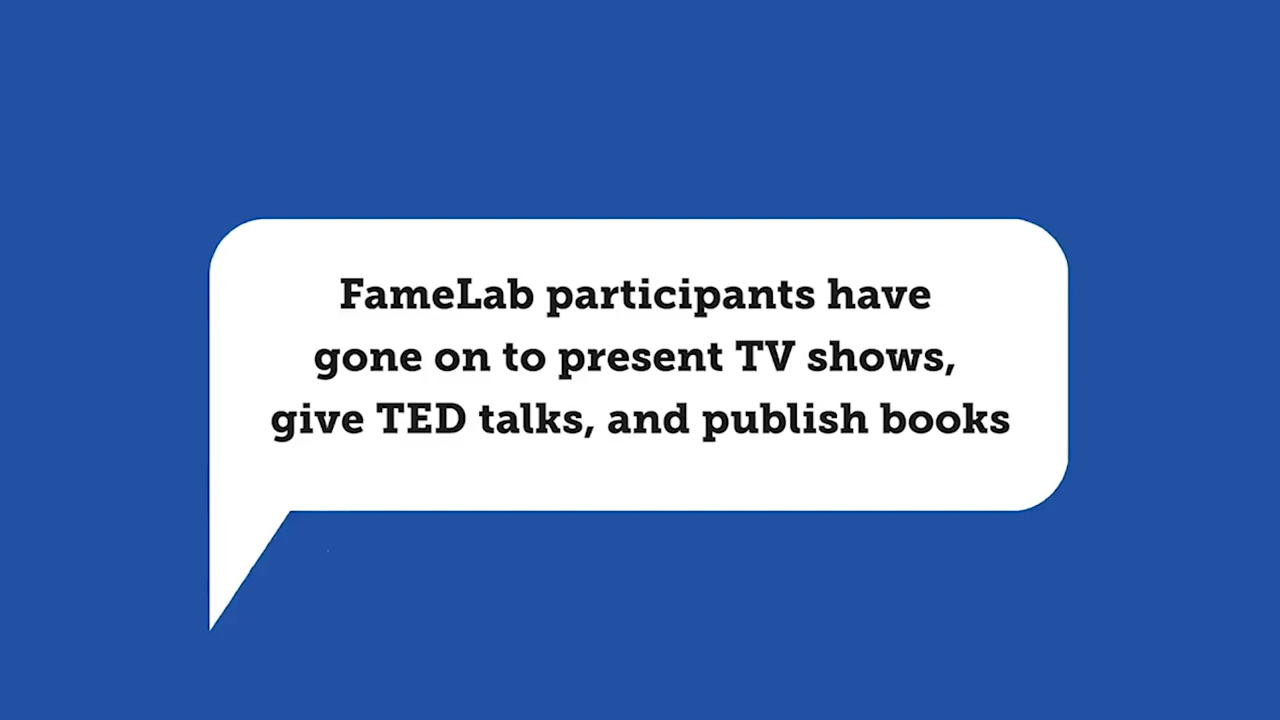 FameLab participants have
gone on to present TV shows,
give TED talks, and publish books